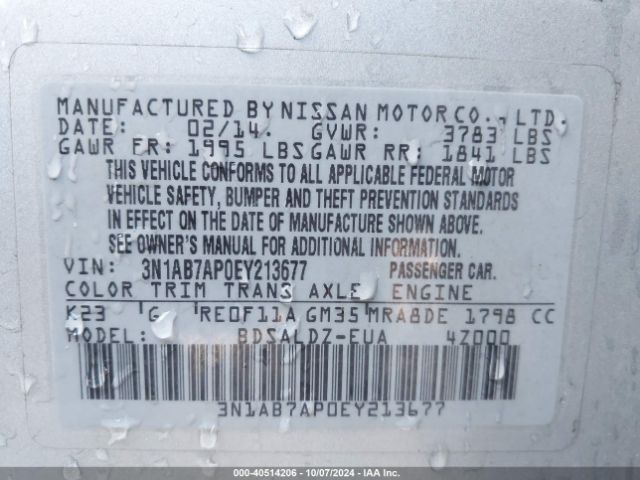 MANUFACTURED BY NISSAN MOTOR CO., LTD.
DATE: 02/14. GVWR: 3783 LBS
GAWR FR: 1995 LBS GAWR RR: 1841 LBS
THIS VEHICLE CONFORMS TO ALL APPLICABLE FEDERAL MOTOR
VEHICLE SAFETY, BUMPER AND THEFT PREVENTION STANDARDS
IN EFFECT ON THE DATE OF MANUFACTURE SHOWN ABOVE.
SEE OWNER'S MANUAL FOR ADDITIONAL INFORMATION.
VIN: 3N1AB7AP0EY213677 PASSENGER CAR.
COLOR TRIM TRANS AXLE ENGINE
K23 G RE0F11A GM35 MRA8DE 1798 CC
MODEL: BDSALDZ-EUA 4Z000
3N1AB7AP0EY213677
000-40514206 - 10/07/2024 - IAA Inc.